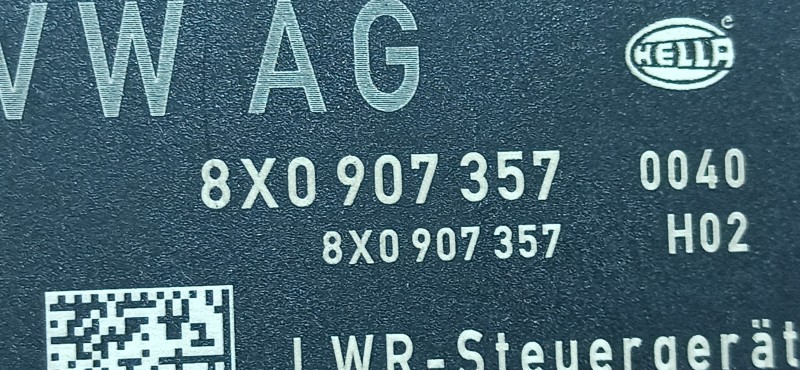 VW AG
HELLA e
8X0 907 357 0040
8X0 907 357 H02
LWR-Steuergerät